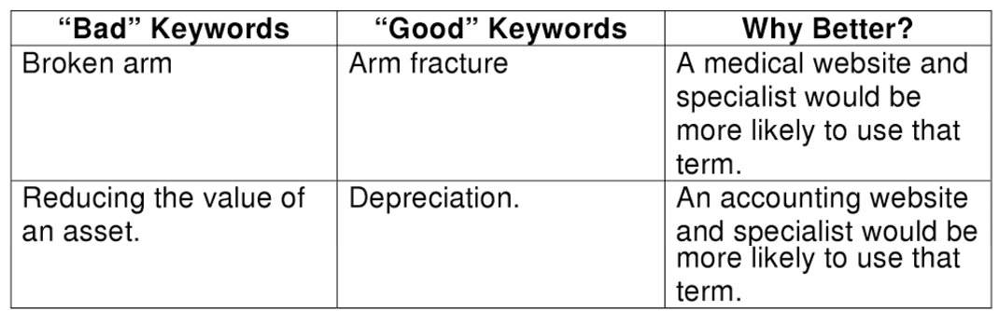 “Bad” Keywords “Good” Keywords Why Better?
Broken arm
Arm fracture
A medical website and
specialist would be
more likely to use that
term.
Reducing the value of
an asset.
Depreciation.
An accounting website
and specialist would be
more likely to use that
term.